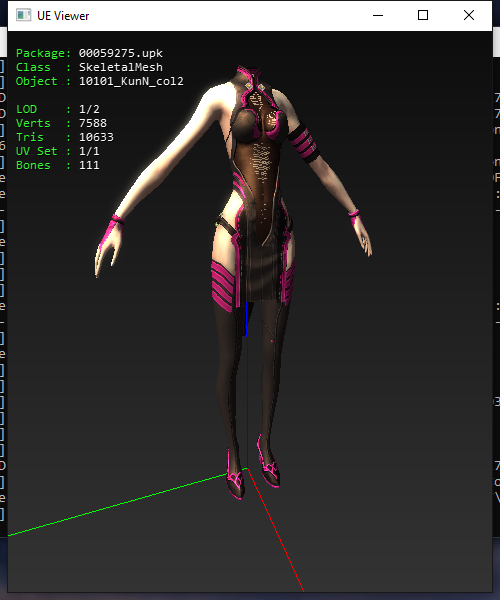 UE Viewer
Package: 00059275.upk
Class : SkeletalMesh
Object : 10101_KunN_col2
LOD : 1/2
Verts : 7588
Tris : 10633
UV Set : 1/1
Bones : 111